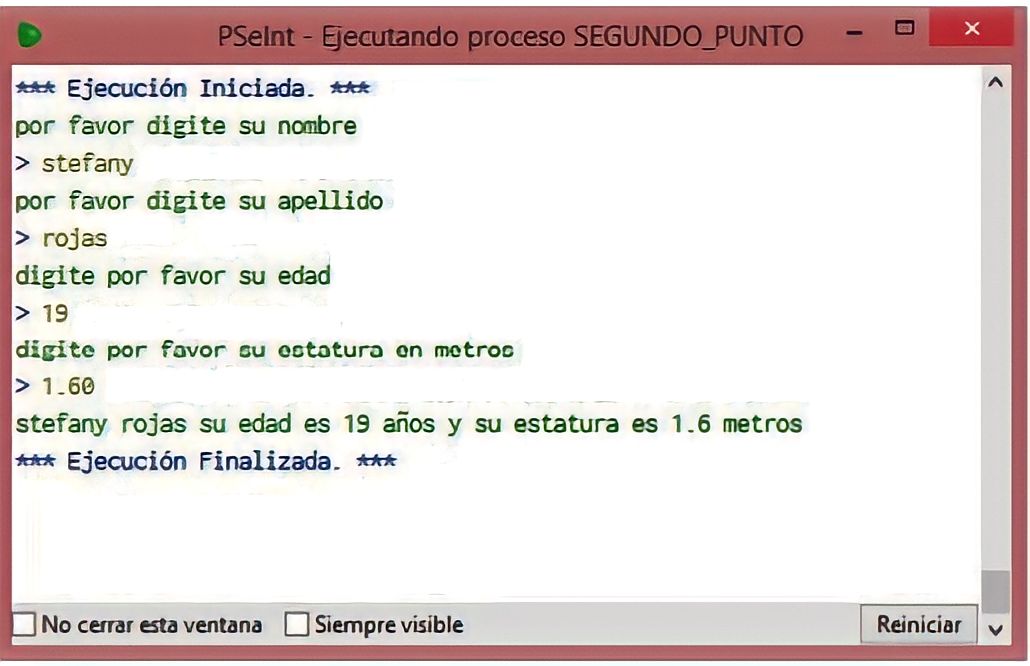 PSeInt - Ejecutando proceso SEGUNDO_PUNTO
*** Ejecución Iniciada. ***
por favor digite su nombre
> stefany
por favor digite su apellido
> rojas
digite por favor su edad
> 19
digite por favor su estatura en metros
> 1.60
stefany rojas su edad es 19 años y su estatura es 1.6 metros
*** Ejecución Finalizada. ***
No cerrar esta ventana Siempre visible Reiniciar